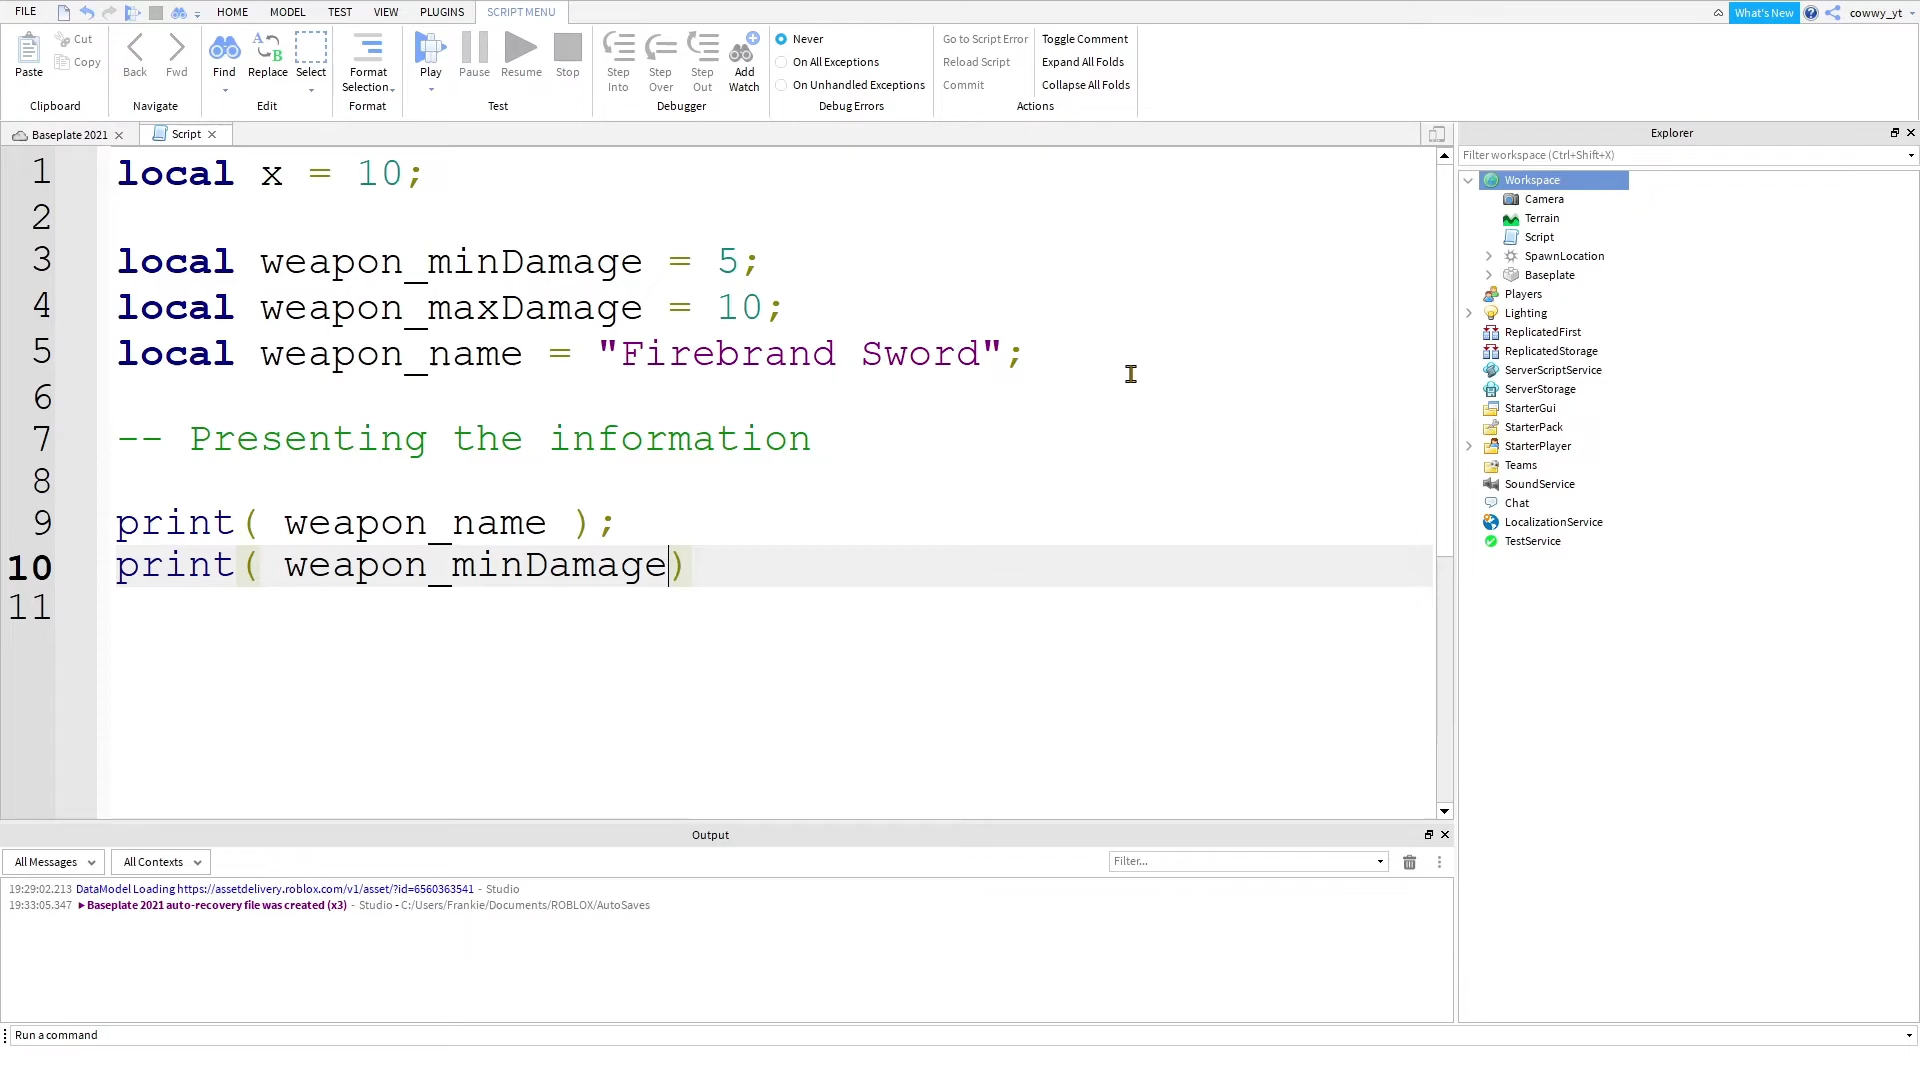 FILE HOME MODEL TEST VIEW PLUGINS SCRIPT MENU What's New cowwy_yt
Paste Cut Copy Clipboard
Back Fwd Navigate
Find Replace Select Edit
Format Selection Format
Play Pause Resume Stop Test
Step Into Step Over Step Out Add Watch Debugger
Never
On All Exceptions
On Unhandled Exceptions
Debug Errors
Go to Script Error Toggle Comment
Reload Script Expand All Folds
Commit Collapse All Folds
Actions
Baseplate 2021 Script
1 local x = 10;
2
3 local weapon_minDamage = 5;
4 local weapon_maxDamage = 10;
5 local weapon_name = "Firebrand Sword";
6
7 -- Presenting the information
8
9 print( weapon_name );
10 print( weapon_minDamage)
11
Explorer
Filter workspace (Ctrl+Shift+X)
Workspace
Camera
Terrain
Script
SpawnLocation
Baseplate
Players
Lighting
ReplicatedFirst
ReplicatedStorage
ServerScriptService
ServerStorage
StarterGui
StarterPack
StarterPlayer
Teams
SoundService
Chat
LocalizationService
TestService
Output
All Messages All Contexts Filter...
19:29:02.213 DataModel Loading https://assetdelivery.roblox.com/v1/asset/?id=6560363541 - Studio
19:33:05.347 Baseplate 2021 auto-recovery file was created (x3) - Studio - C:/Users/Frankie/Documents/ROBLOX/AutoSaves
Run a command